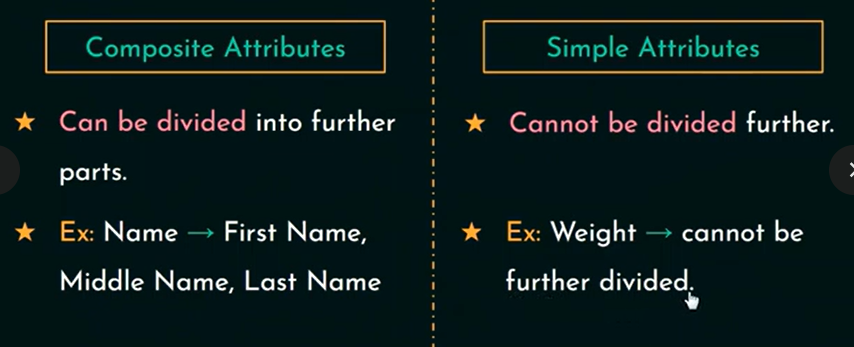 Composite Attributes
★ Can be divided into further
parts.
★ Ex: Name → First Name,
Middle Name, Last Name
Simple Attributes
★ Cannot be divided further.
★ Ex: Weight → cannot be
further divided.